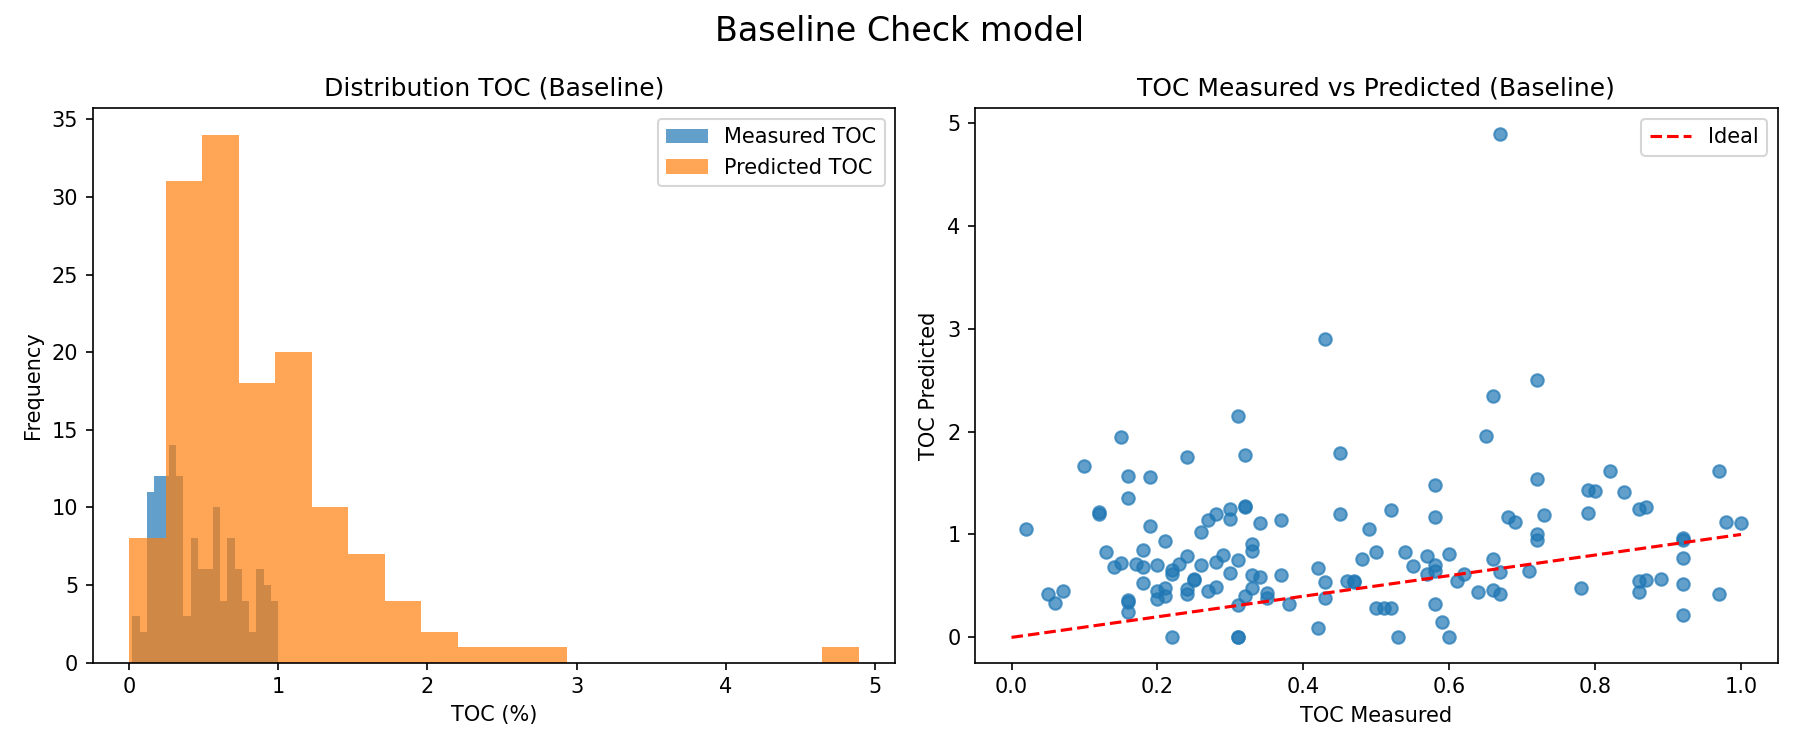 Baseline Check model
Distribution TOC (Baseline)
35
30
25
20
15
10
5
0
Frequency
Measured TOC
Predicted TOC
0 1 2 3 4 5
TOC (%)
TOC Measured vs Predicted (Baseline)
5
4
3
2
1
0
TOC Predicted
Ideal
0.0 0.2 0.4 0.6 0.8 1.0
TOC Measured